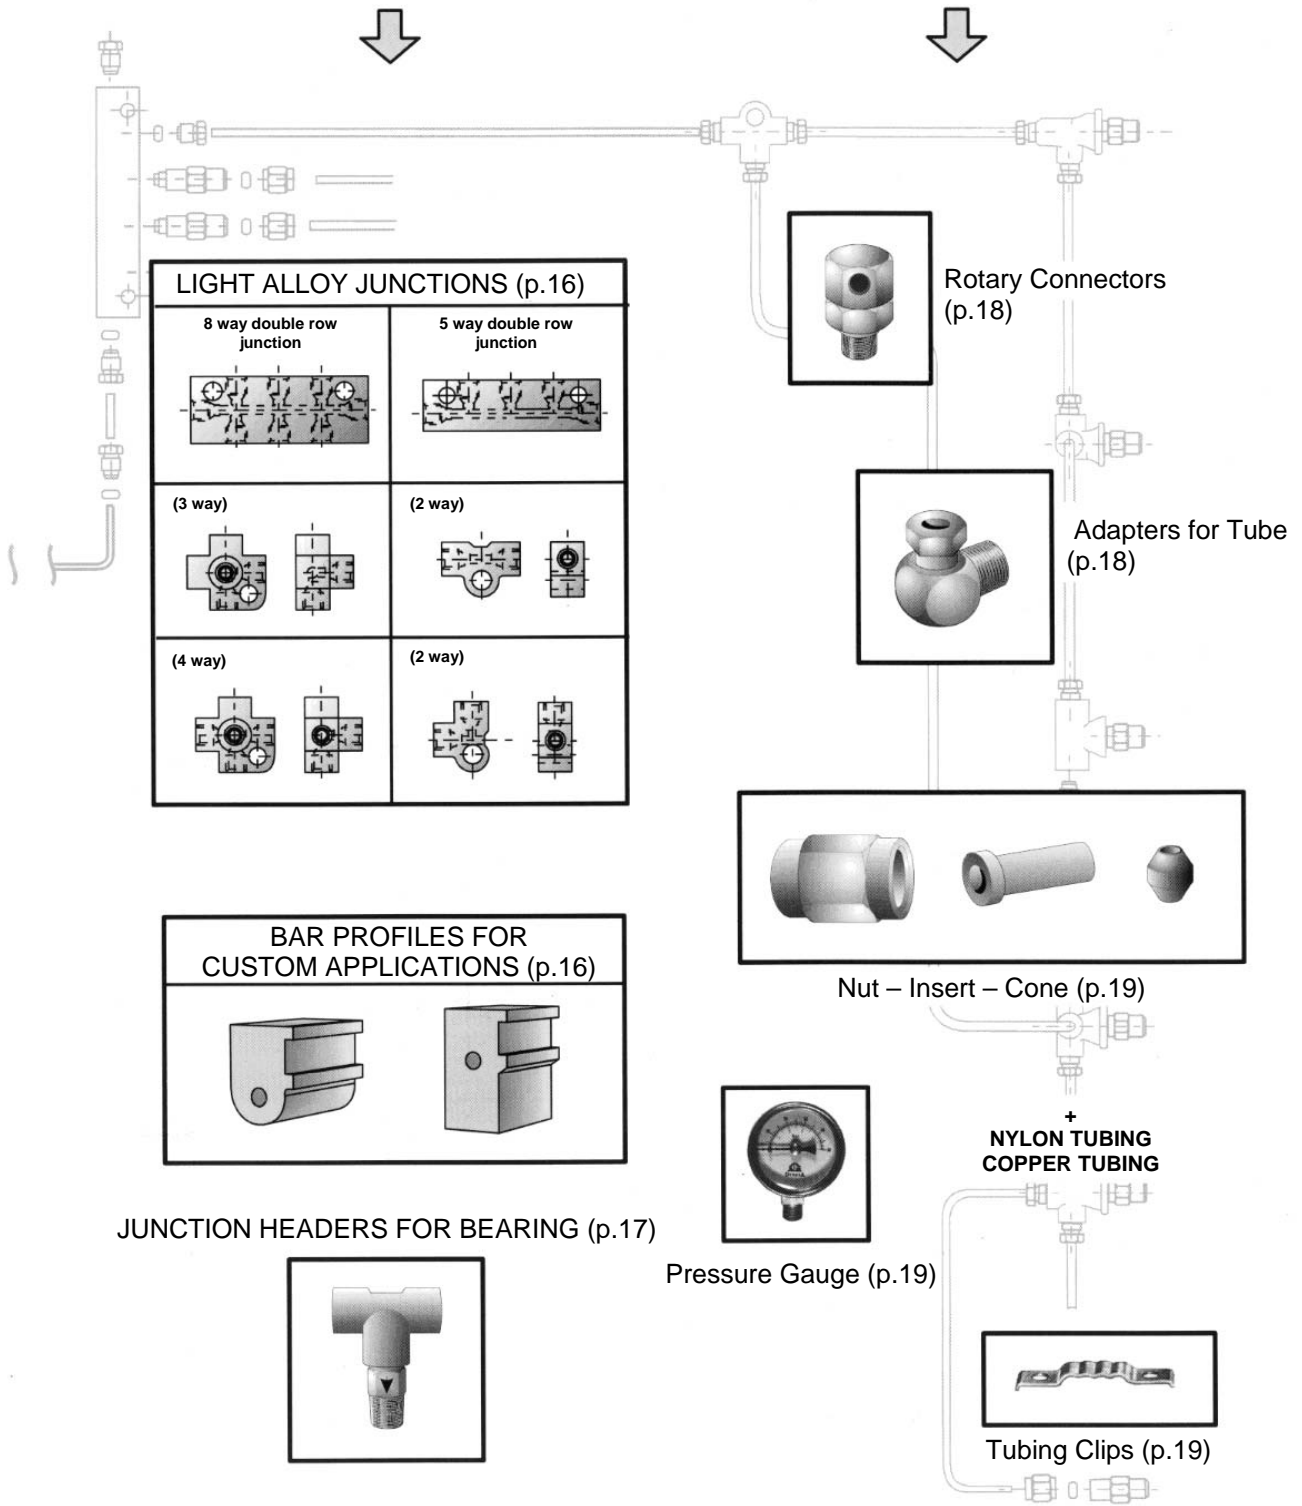 LIGHT ALLOY JUNCTIONS (p.16)
8 way double row
junction
5 way double row
junction
(3 way)
(2 way)
(4 way)
(2 way)
Rotary Connectors
(p.18)
Adapters for Tube
(p.18)
Nut – Insert – Cone (p.19)
BAR PROFILES FOR
CUSTOM APPLICATIONS (p.16)
+
NYLON TUBING
COPPER TUBING
JUNCTION HEADERS FOR BEARING (p.17)
Pressure Gauge (p.19)
Tubing Clips (p.19)